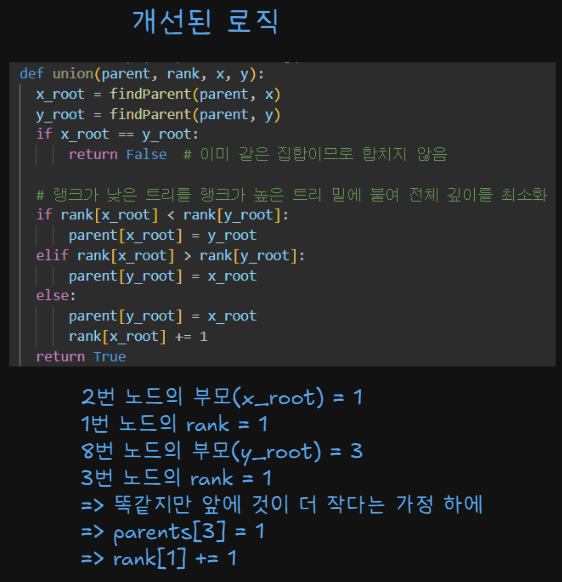 개선된 로직
def union(parent, rank, x, y):
x_root = findParent(parent, x)
y_root = findParent(parent, y)
if x_root == y_root:
return False # 이미 같은 집합이므로 합치지 않음
# 랭크가 낮은 트리를 랭크가 높은 트리 밑에 붙여 전체 깊이를 최소화
if rank[x_root] < rank[y_root]:
parent[x_root] = y_root
elif rank[x_root] > rank[y_root]:
parent[y_root] = x_root
else:
parent[y_root] = x_root
rank[x_root] += 1
return True
2번 노드의 부모(x_root) = 1
1번 노드의 rank = 1
8번 노드의 부모(y_root) = 3
3번 노드의 rank = 1
=> 똑같지만 앞에 것이 더 작다는 가정 하에
=> parents[3] = 1
=> rank[1] += 1